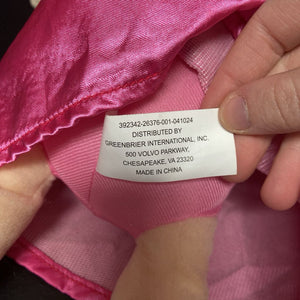 392342-26376-001-041024
DISTRIBUTED BY
GREENBRIER INTERNATIONAL, INC.
500 VOLVO PARKWAY,
CHESAPEAKE, VA 23320
MADE IN CHINA